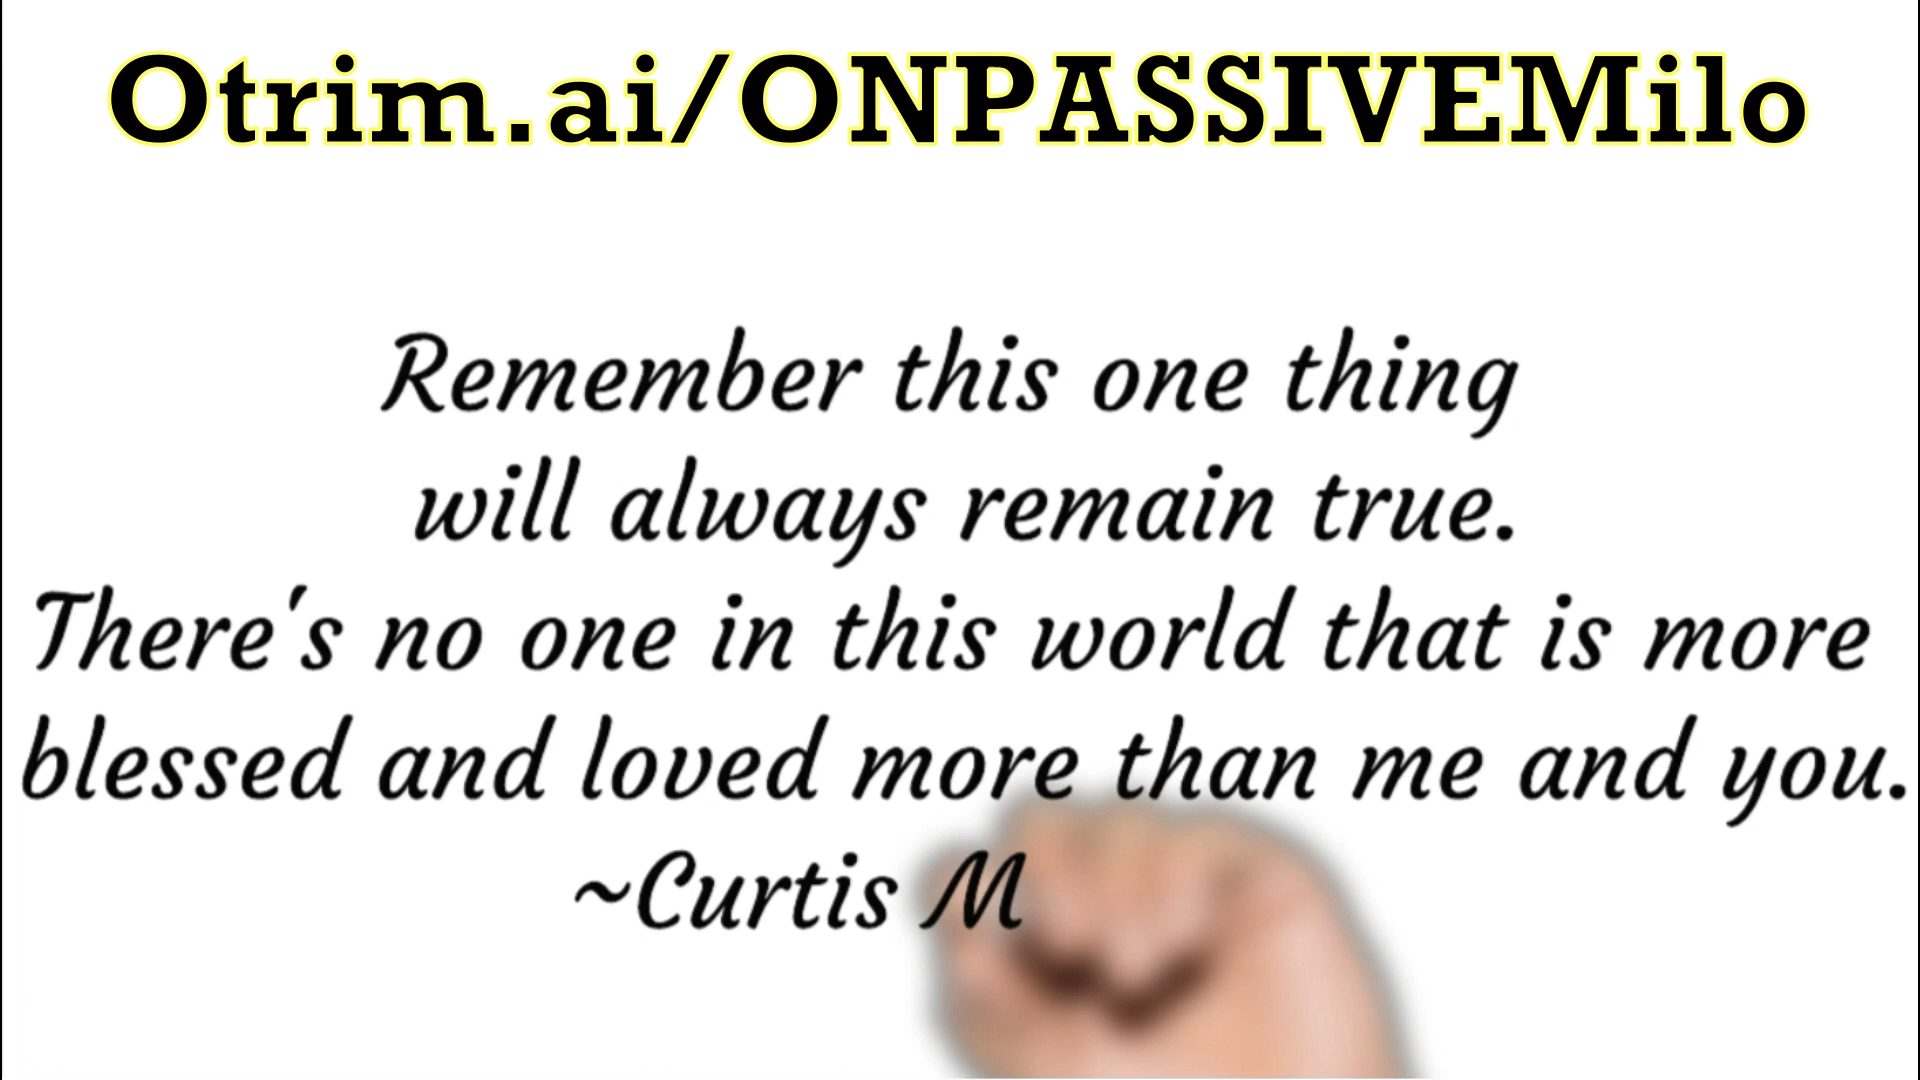 Otrim.ai/ONPASSIVEMilo
Remember this one thing
will always remain true.
There's no one in this world that is more
blessed and loved more than me and you.
~Curtis M